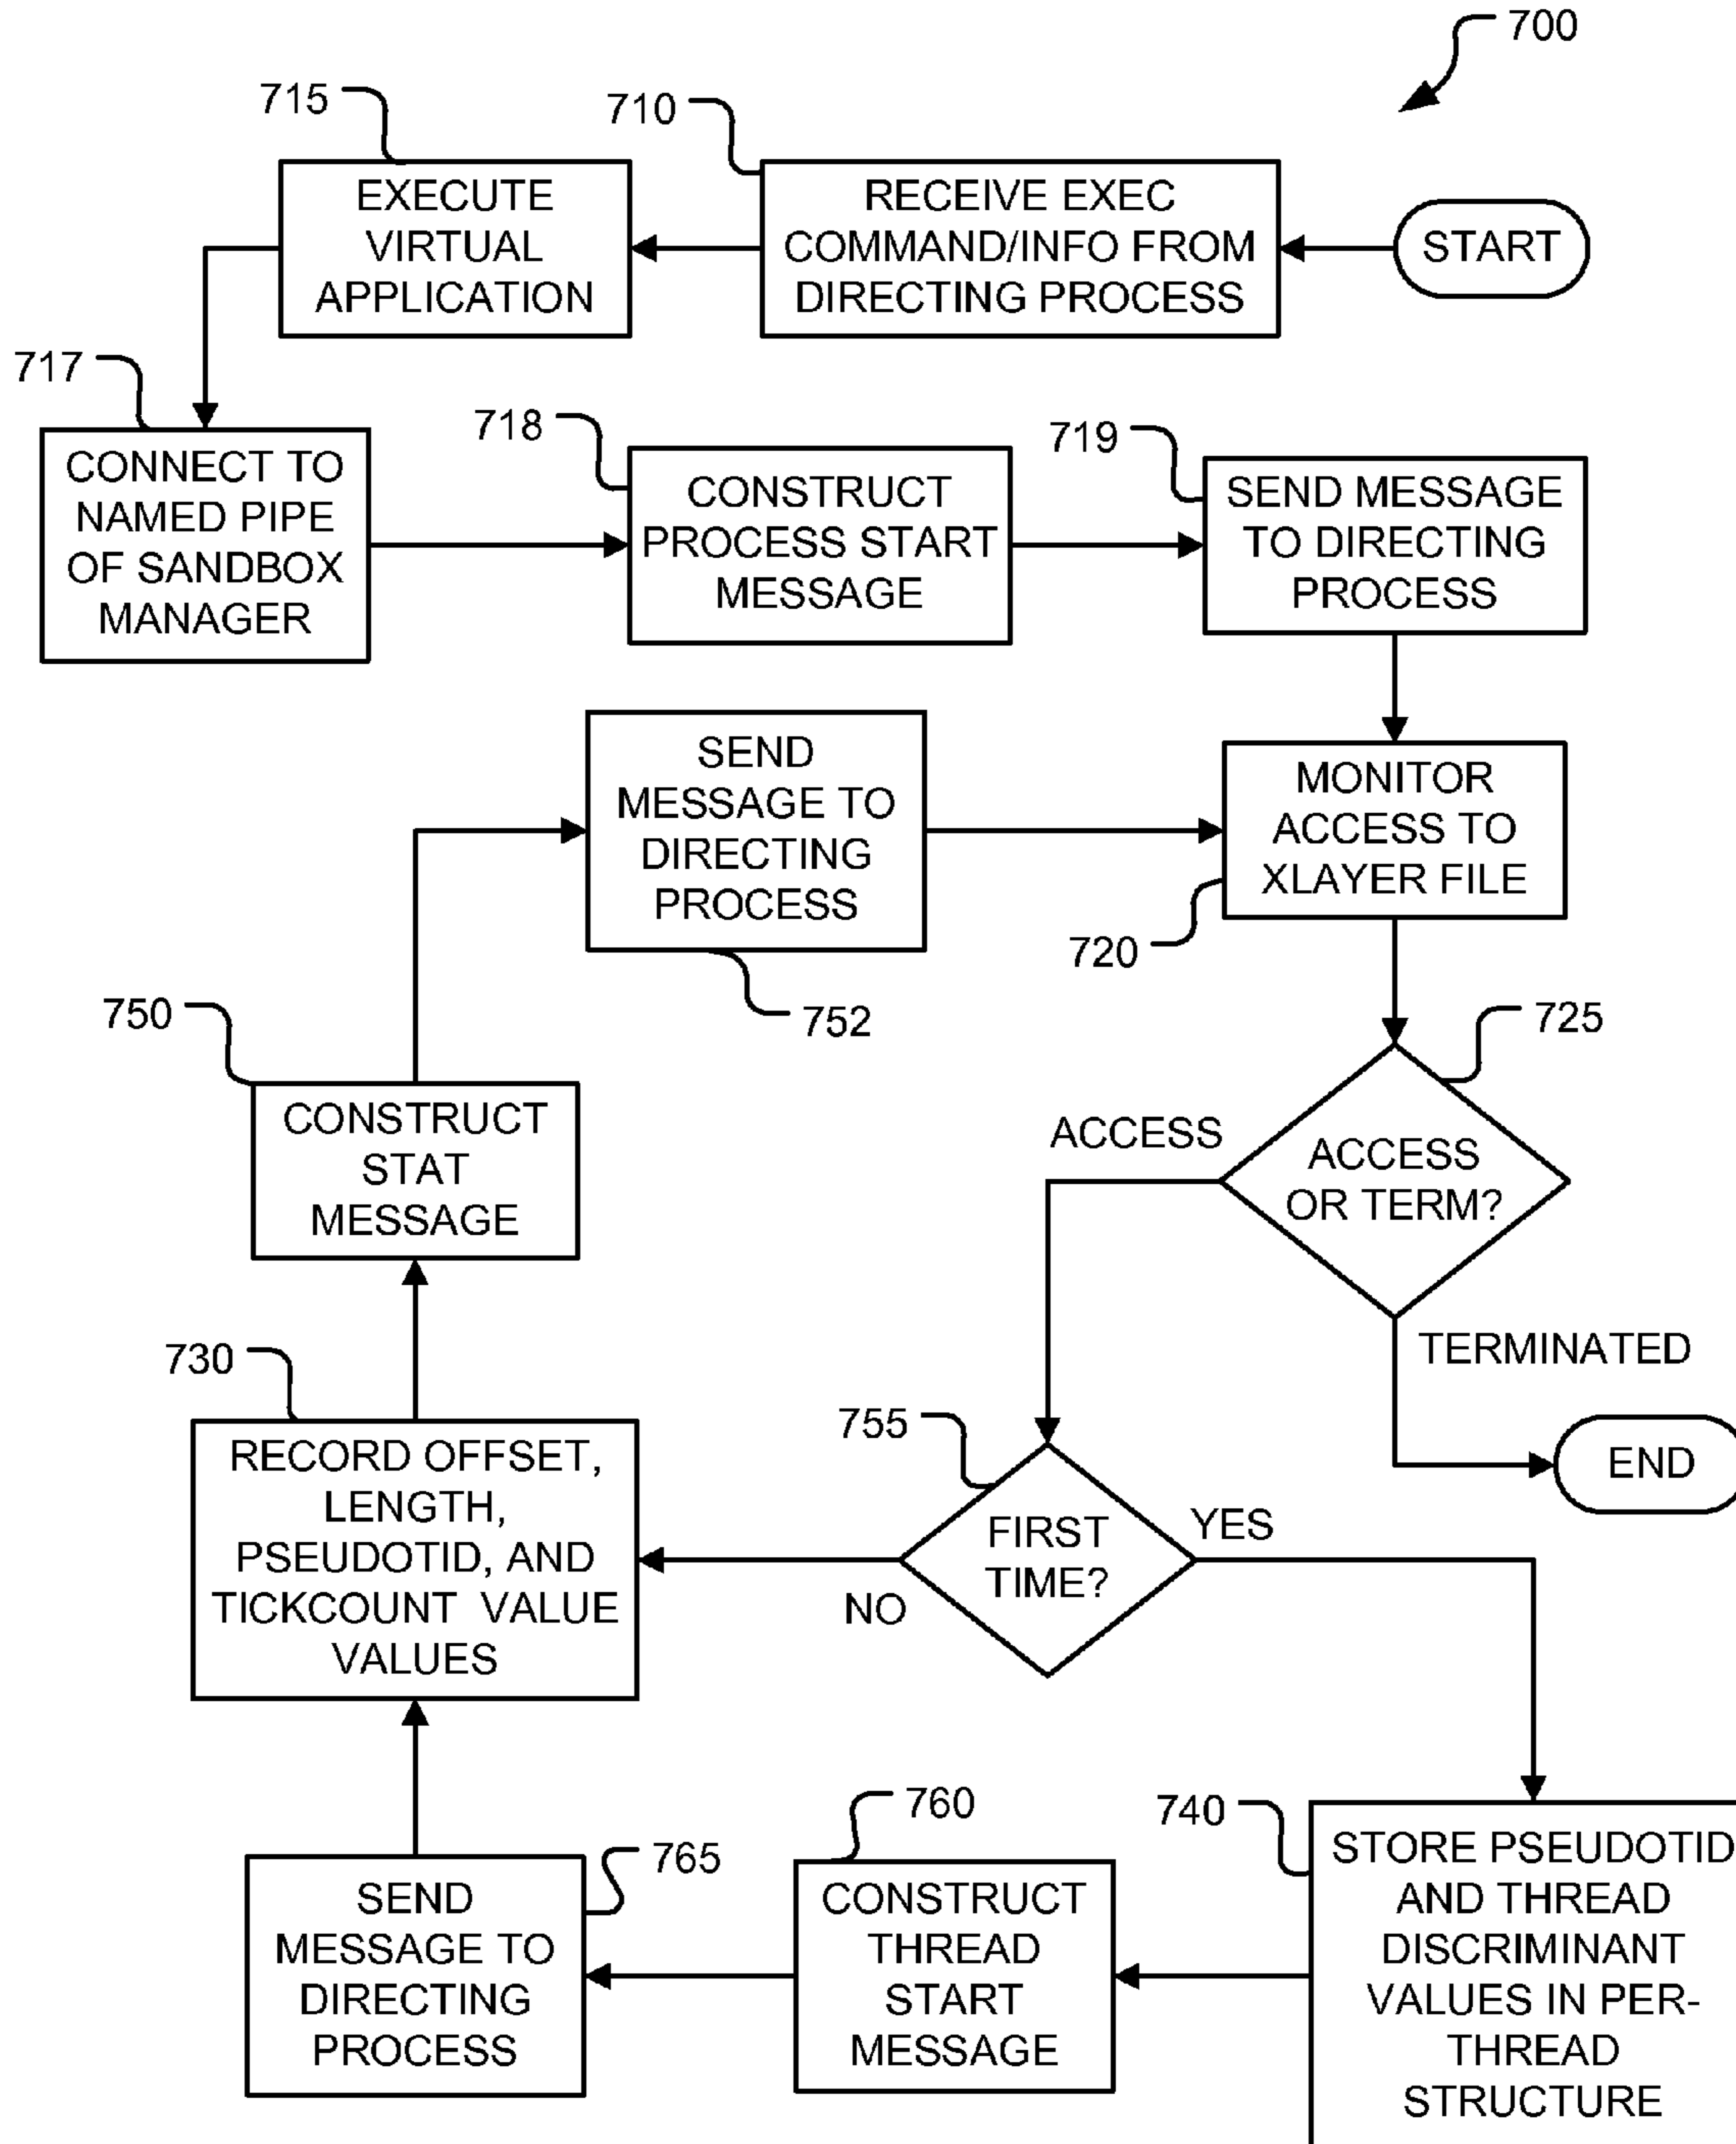 700
715
710
EXECUTE
VIRTUAL
APPLICATION
RECEIVE EXEC
COMMAND/INFO FROM
DIRECTING PROCESS
START
717
718
719
CONNECT TO
NAMED PIPE
OF SANDBOX
MANAGER
CONSTRUCT
PROCESS START
MESSAGE
SEND MESSAGE
TO DIRECTING
PROCESS
SEND
MESSAGE TO
DIRECTING
PROCESS
752
MONITOR
ACCESS TO
XLAYER FILE
720
750
CONSTRUCT
STAT
MESSAGE
725
ACCESS
ACCESS
OR TERM?
TERMINATED
END
730
RECORD OFFSET,
LENGTH,
PSEUDOTID, AND
TICKCOUNT VALUE
VALUES
755
FIRST
TIME?
YES
NO
765
SEND
MESSAGE TO
DIRECTING
PROCESS
760
CONSTRUCT
THREAD
START
MESSAGE
740
STORE PSEUDOTID
AND THREAD
DISCRIMINANT
VALUES IN PER-
THREAD
STRUCTURE